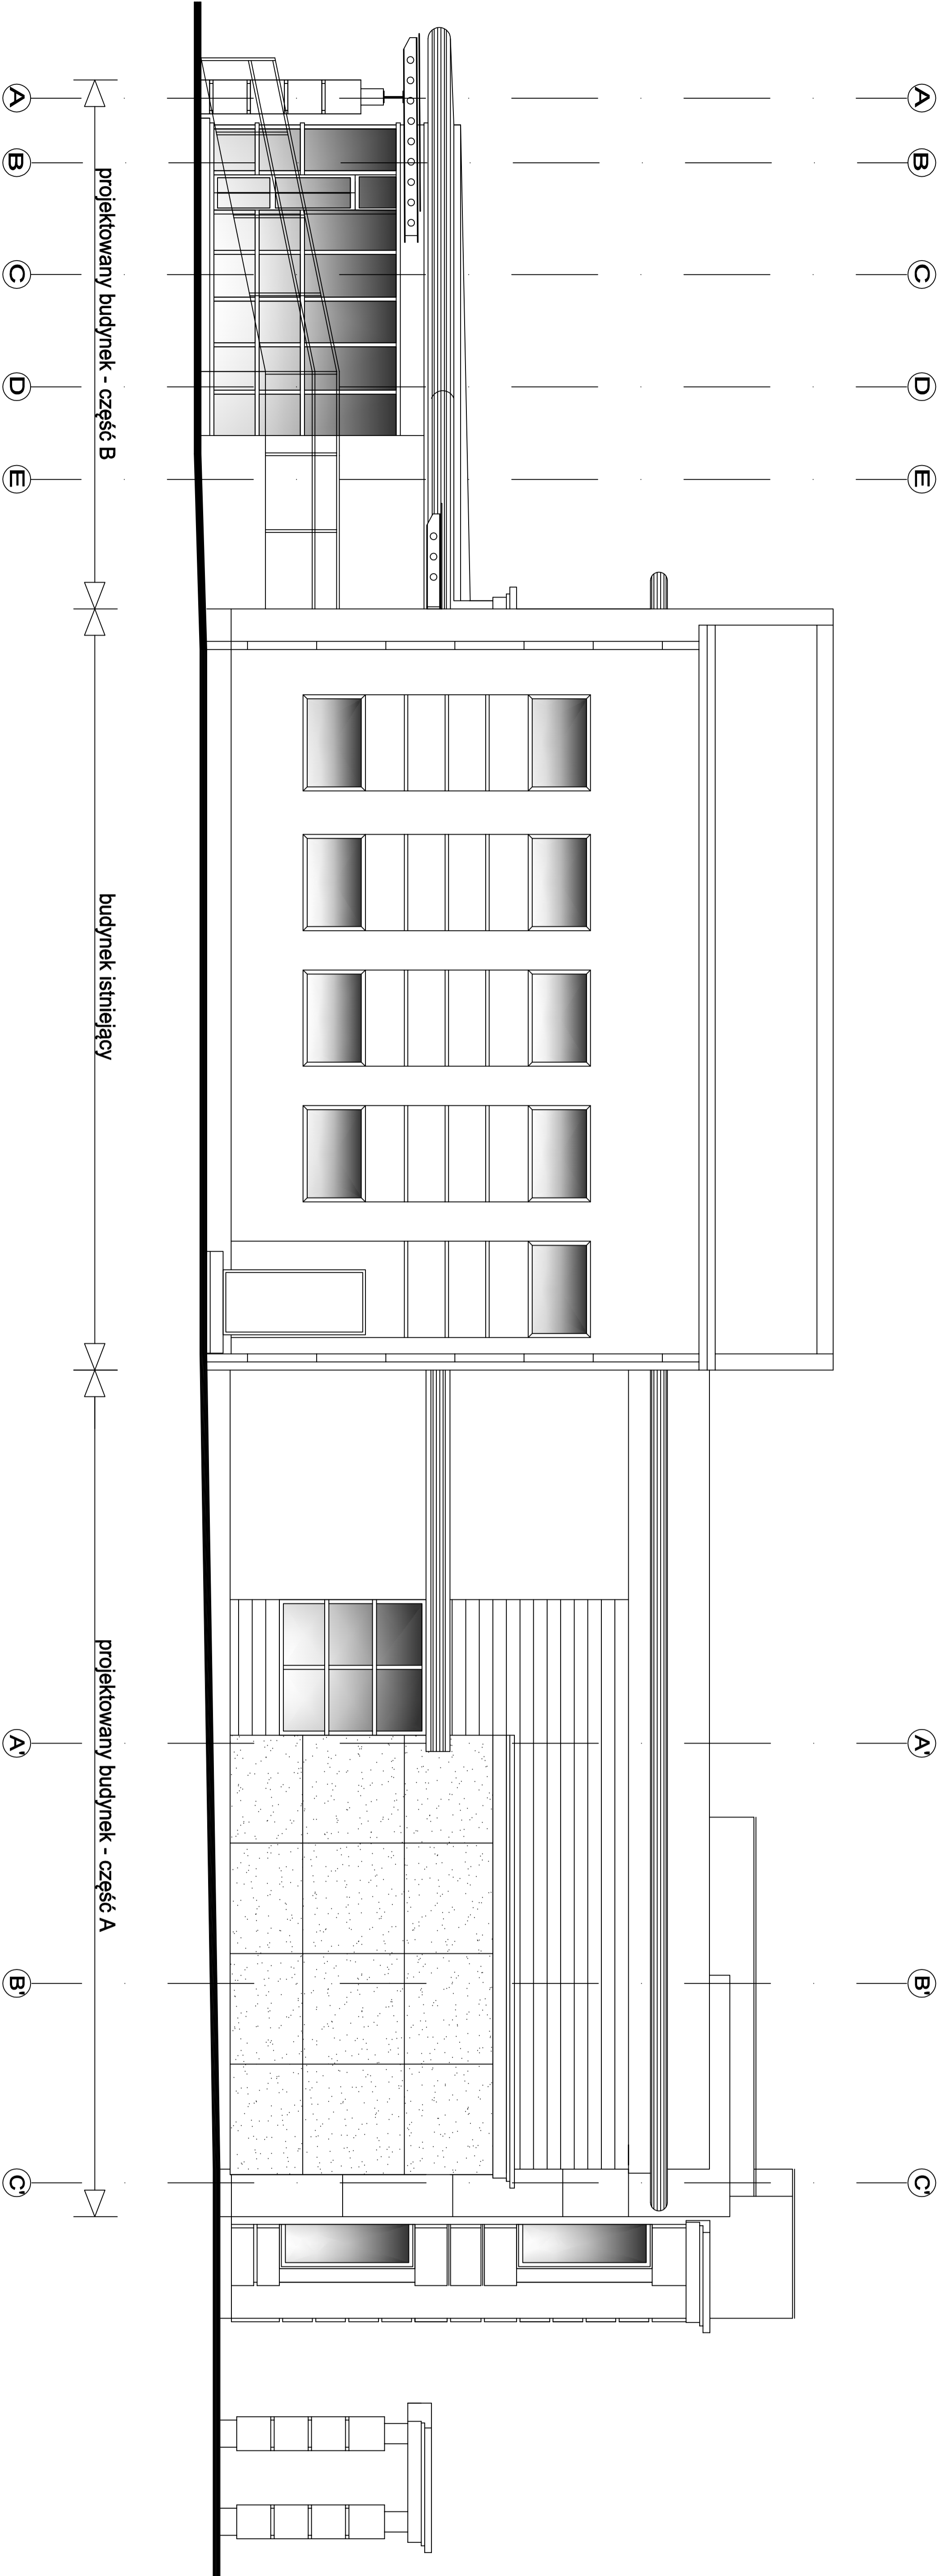 A B C D E A' B' C'
projektowany budynek - część B
budynek istniejący
projektowany budynek - część A
A B C D E A' B' C'